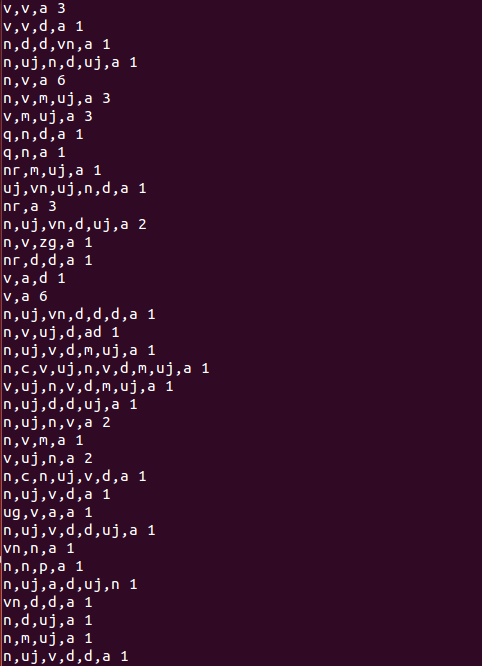 v,v,a 3
v,v,d,a 1
n,d,d,vn,a 1
n,uj,n,d,uj,a 1
n,v,a 6
n,v,m,uj,a 3
v,m,uj,a 3
q,n,d,a 1
q,n,a 1
nr,m,uj,a 1
uj,vn,uj,n,d,a 1
nr,a 3
n,uj,vn,d,uj,a 2
n,v,zg,a 1
nr,d,d,a 1
v,a,d 1
v,a 6
n,uj,vn,d,d,d,a 1
n,v,uj,d,ad 1
n,uj,v,d,m,uj,a 1
n,c,v,uj,n,v,d,m,uj,a 1
v,uj,n,v,d,m,uj,a 1
n,uj,d,d,uj,a 1
n,uj,n,v,a 2
n,v,m,a 1
v,uj,n,a 2
n,c,n,uj,v,d,a 1
n,uj,v,d,a 1
ug,v,a,a 1
n,uj,v,d,d,uj,a 1
vn,n,a 1
n,n,p,a 1
n,uj,a,d,uj,n 1
vn,d,d,a 1
n,d,uj,a 1
n,m,uj,a 1
n,uj,v,d,d,a 1